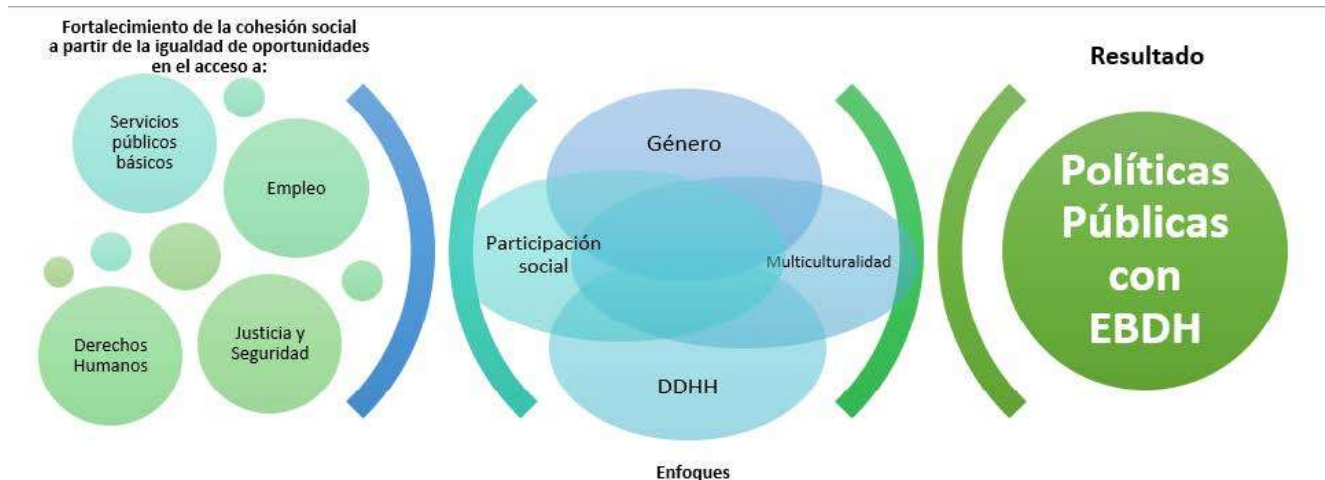 Fortalecimiento de la cohesión social
a partir de la igualdad de oportunidades
en el acceso a:
Servicios
públicos
básicos
Empleo
Derechos
Humanos
Justicia y
Seguridad
Género
Participación
social
Multiculturalidad
DDHH
Enfoques
Resultado
Políticas
Públicas
con
EBDH